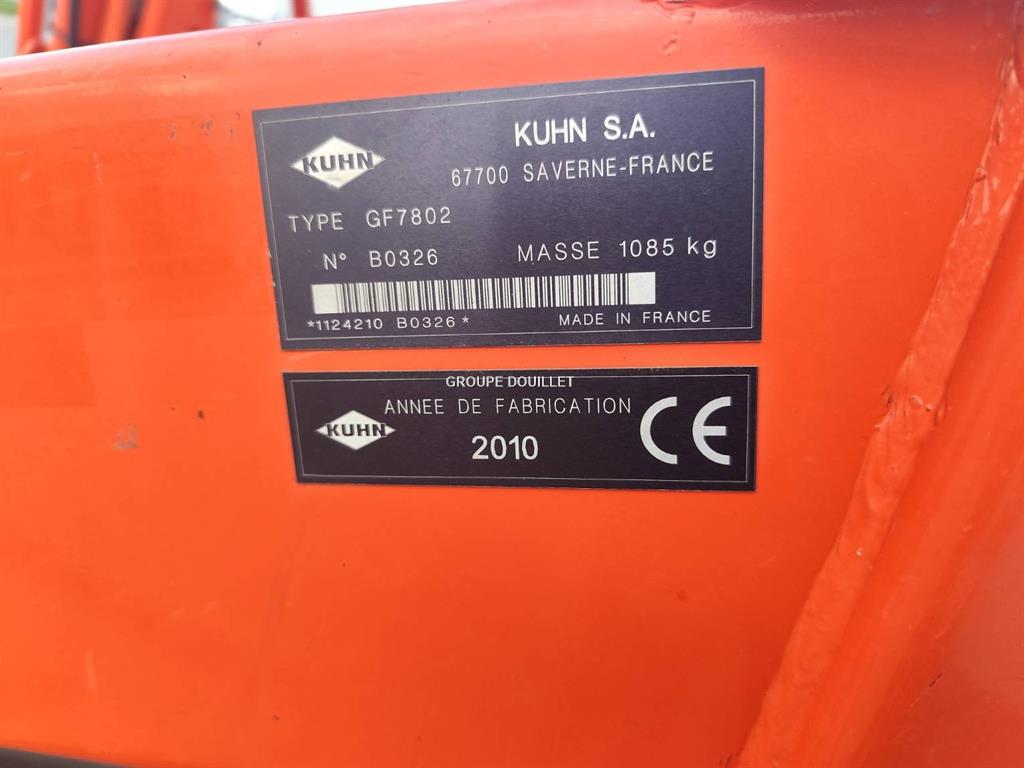 KUHN
KUHN S.A.
67700 SAVERNE-FRANCE
TYPE GF7802
N° B0326 MASSE 1085 kg
*1124210 B0326*
MADE IN FRANCE
GROUPE DOUILLET
KUHN
ANNEE DE FABRICATION
2010
CE